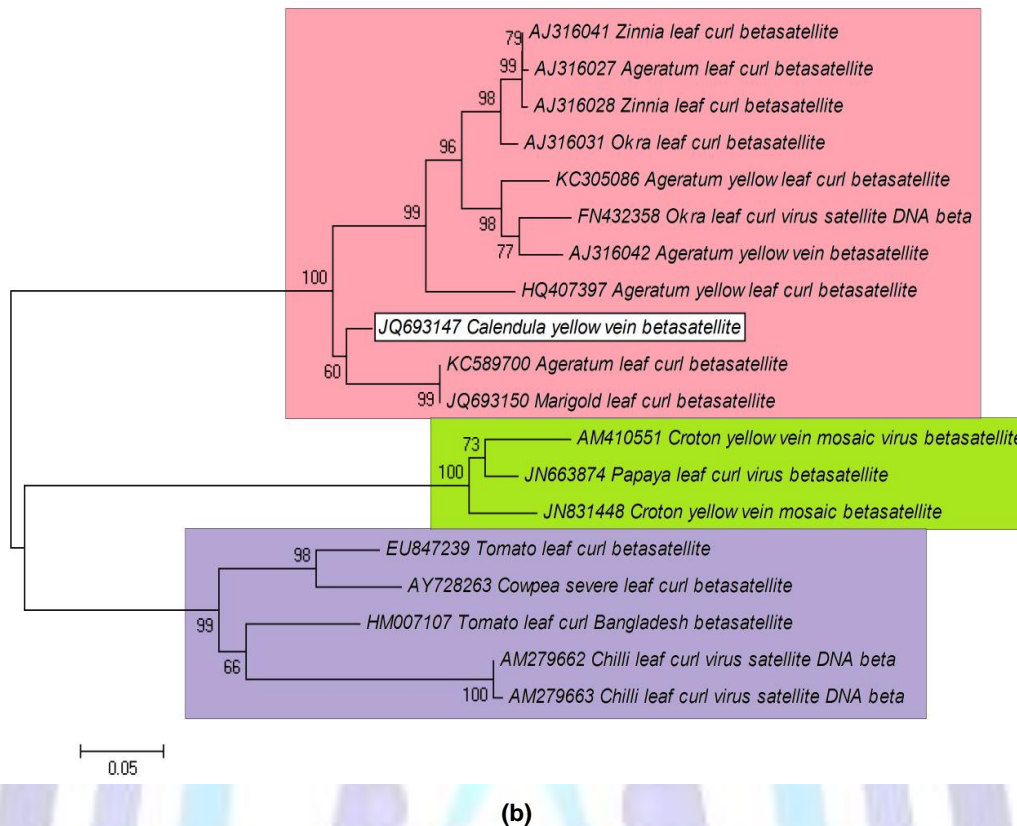 79
AJ316041 Zinnia leaf curl betasatellite
99
AJ316027 Ageratum leaf curl betasatellite
98
AJ316028 Zinnia leaf curl betasatellite
96
AJ316031 Okra leaf curl betasatellite
KC305086 Ageratum yellow leaf curl betasatellite
99
98
FN432358 Okra leaf curl virus satellite DNA beta
77
AJ316042 Ageratum yellow vein betasatellite
100
HQ407397 Ageratum yellow leaf curl betasatellite
JQ693147 Calendula yellow vein betasatellite
60
KC589700 Ageratum leaf curl betasatellite
99
JQ693150 Marigold leaf curl betasatellite
73
AM410551 Croton yellow vein mosaic virus betasatellite
100
JN663874 Papaya leaf curl virus betasatellite
JN831448 Croton yellow vein mosaic betasatellite
98
EU847239 Tomato leaf curl betasatellite
AY728263 Cowpea severe leaf curl betasatellite
99
HM007107 Tomato leaf curl Bangladesh betasatellite
66
AM279662 Chilli leaf curl virus satellite DNA beta
100
AM279663 Chilli leaf curl virus satellite DNA beta
0.05
(b)